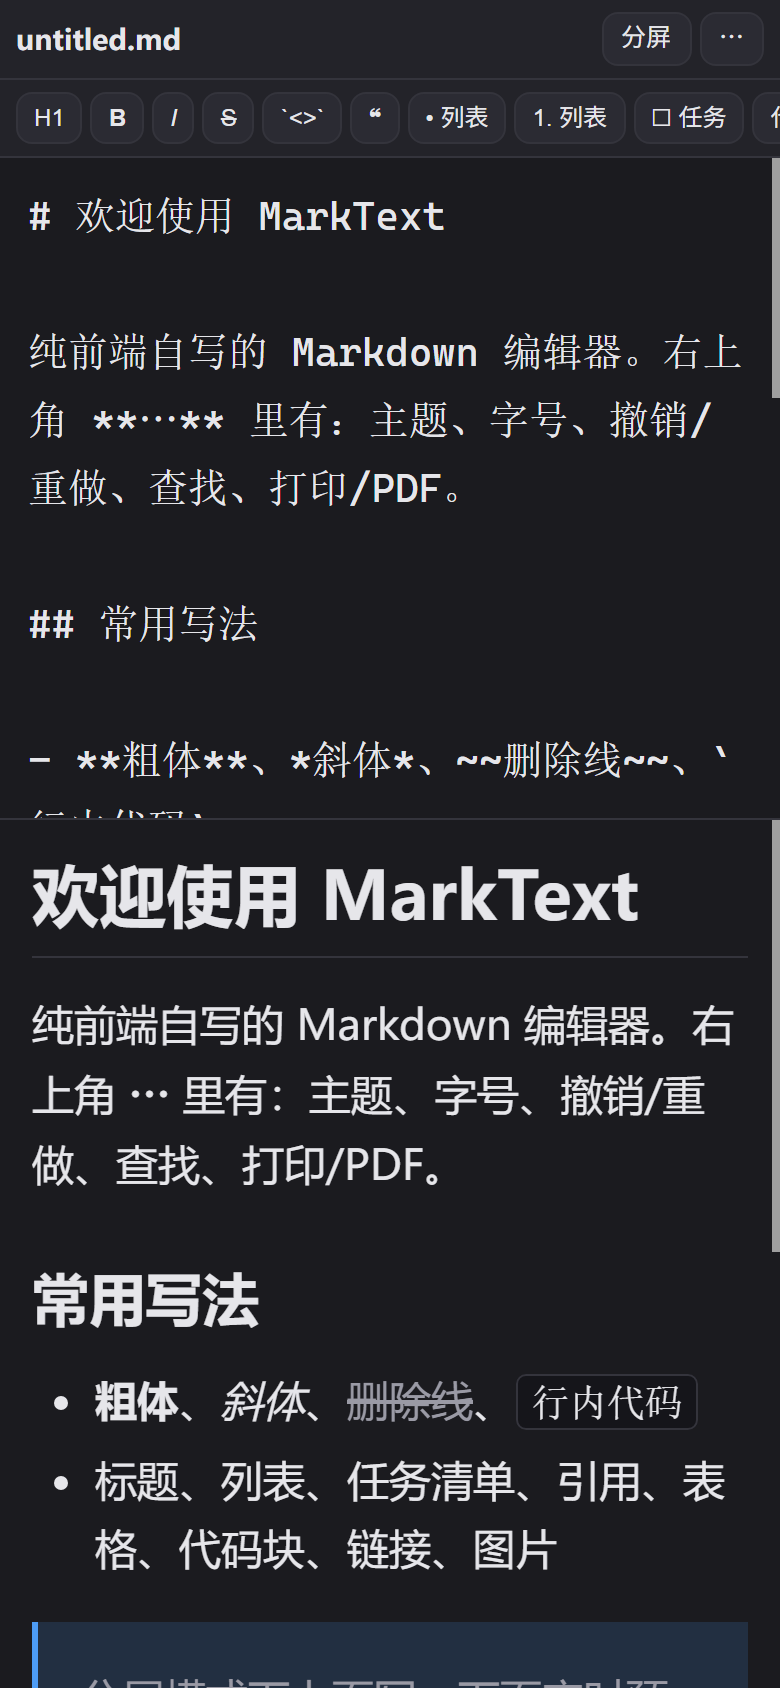 untitled.md
分屏
…
H1
B
I
S
`<>`
❝
• 列表
1. 列表
☐ 任务
# 欢迎使用 MarkText
纯前端自写的 Markdown 编辑器。右上
角 **…** 里有：主题、字号、撤销/
重做、查找、打印/PDF。
## 常用写法
- **粗体**、*斜体*、~~删除线~~、`
行内代码`
欢迎使用 MarkText
纯前端自写的 Markdown 编辑器。右
上角 … 里有：主题、字号、撤销/重
做、查找、打印/PDF。
常用写法
• 粗体、斜体、删除线、 行内代码
• 标题、列表、任务清单、引用、表
格、代码块、链接、图片